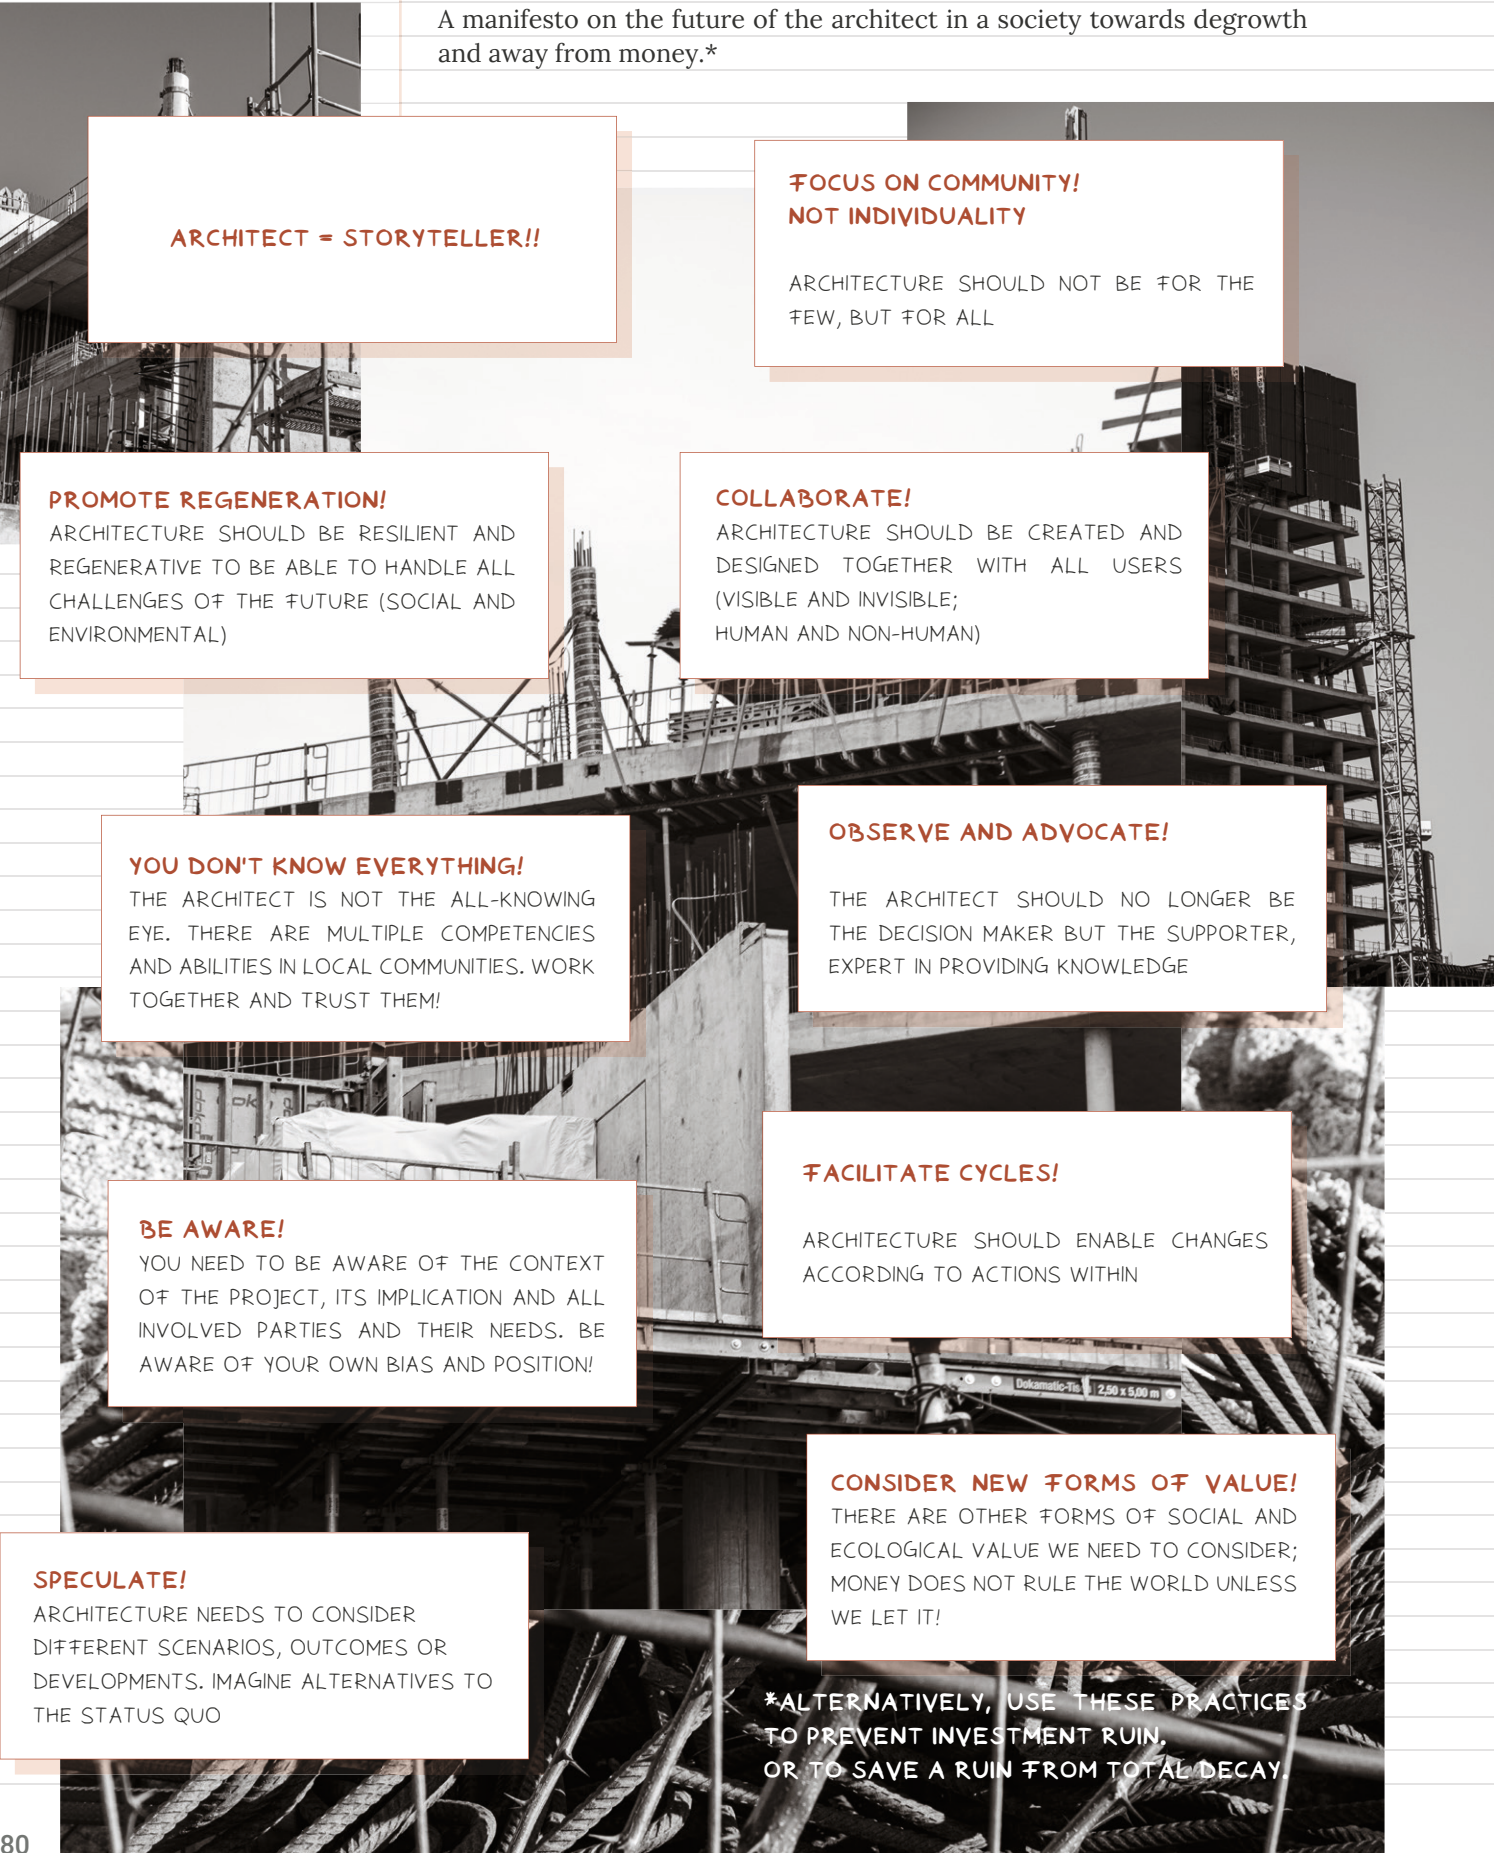 A manifesto on the future of the architect in a society towards degrowth
and away from money.*
ARCHITECT = STORYTELLER!!
FOCUS ON COMMUNITY!
NOT INDIVIDUALITY
ARCHITECTURE SHOULD NOT BE FOR THE
FEW, BUT FOR ALL
PROMOTE REGENERATION!
ARCHITECTURE SHOULD BE RESILIENT AND
REGENERATIVE TO BE ABLE TO HANDLE ALL
CHALLENGES OF THE FUTURE (SOCIAL AND
ENVIRONMENTAL)
COLLABORATE!
ARCHITECTURE SHOULD BE CREATED AND
DESIGNED TOGETHER WITH ALL USERS
(VISIBLE AND INVISIBLE;
HUMAN AND NON-HUMAN)
YOU DON'T KNOW EVERYTHING!
THE ARCHITECT IS NOT THE ALL-KNOWING
EYE. THERE ARE MULTIPLE COMPETENCIES
AND ABILITIES IN LOCAL COMMUNITIES. WORK
TOGETHER AND TRUST THEM!
OBSERVE AND ADVOCATE!
THE ARCHITECT SHOULD NO LONGER BE
THE DECISION MAKER BUT THE SUPPORTER,
EXPERT IN PROVIDING KNOWLEDGE
BE AWARE!
YOU NEED TO BE AWARE OF THE CONTEXT
OF THE PROJECT, ITS IMPLICATION AND ALL
INVOLVED PARTIES AND THEIR NEEDS. BE
AWARE OF YOUR OWN BIAS AND POSITION!
FACILITATE CYCLES!
ARCHITECTURE SHOULD ENABLE CHANGES
ACCORDING TO ACTIONS WITHIN
Dokamatic-Tis 2,50 x 5,00 m
CONSIDER NEW FORMS OF VALUE!
THERE ARE OTHER FORMS OF SOCIAL AND
ECOLOGICAL VALUE WE NEED TO CONSIDER;
MONEY DOES NOT RULE THE WORLD UNLESS
WE LET IT!
SPECULATE!
ARCHITECTURE NEEDS TO CONSIDER
DIFFERENT SCENARIOS, OUTCOMES OR
DEVELOPMENTS. IMAGINE ALTERNATIVES TO
THE STATUS QUO
*ALTERNATIVELY, USE THESE PRACTICES
TO PREVENT INVESTMENT RUIN.
OR TO SAVE A RUIN FROM TOTAL DECAY.
80